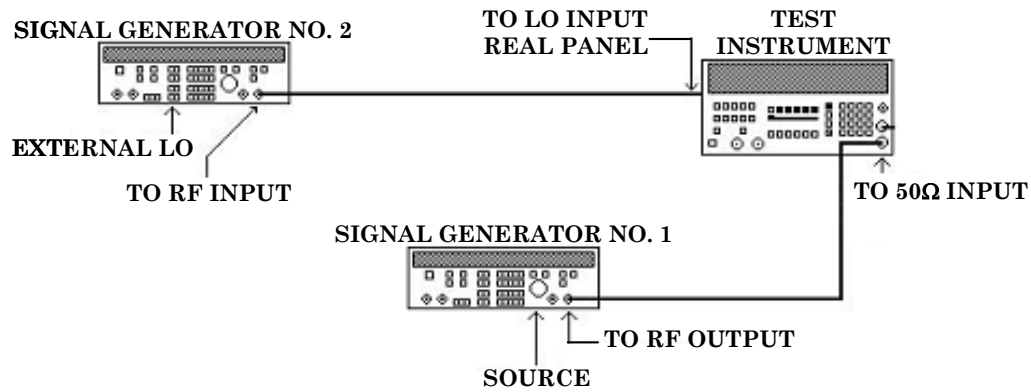 SIGNAL GENERATOR NO. 2
TO LO INPUT
REAL PANEL
TEST
INSTRUMENT
EXTERNAL LO
TO RF INPUT
TO 50Ω INPUT
SIGNAL GENERATOR NO. 1
TO RF OUTPUT
SOURCE